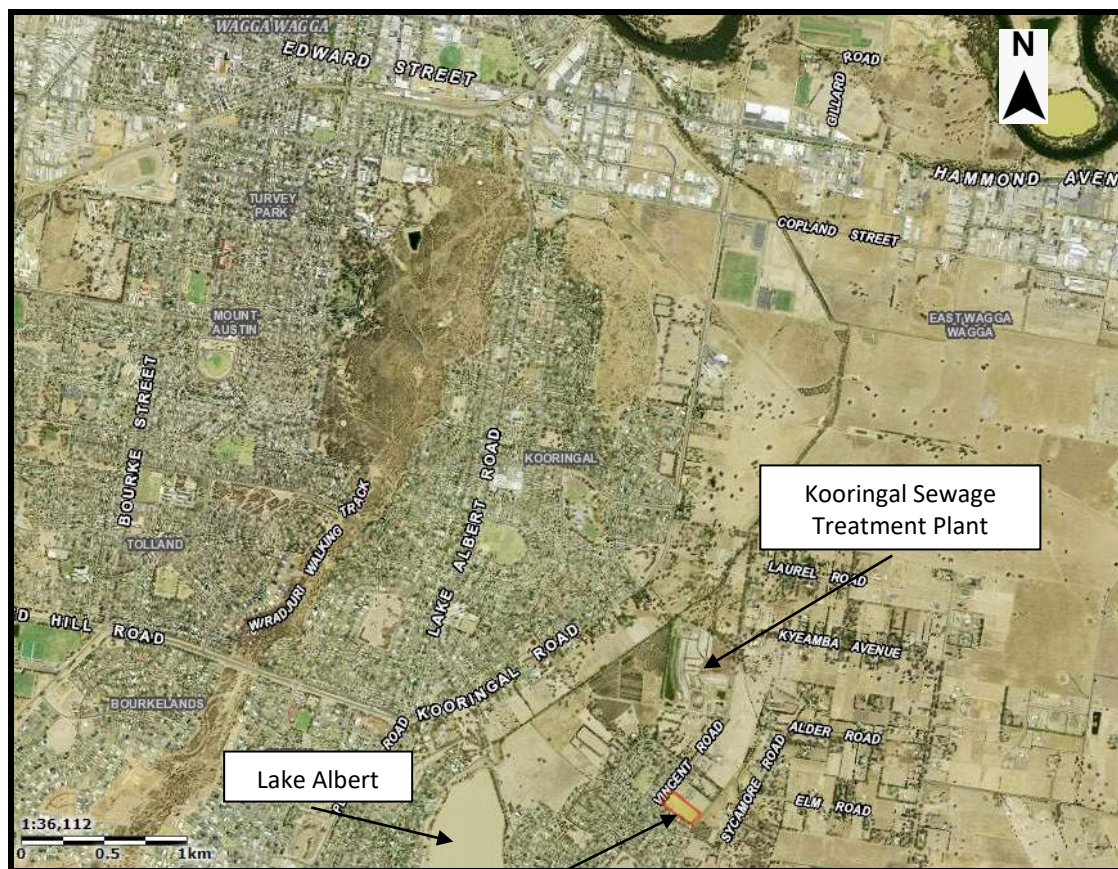 WAGGA WAGGA
EDWARD STREET
N
GILLARD ROAD
HAMMOND AVEN
TURVEY
PARK
COPLAND STREET
MOUNT
AUSTIN
EAST WAGGA
WAGGA
BOURKE STREET
LAKE ALBERT ROAD
KOORINGAL
Kooringal Sewage
Treatment Plant
WIRADJURI WALKING TRACK
TOLLAND
LAUREL ROAD
D HILL ROAD
KYEAMBA AVENUE
KOORINGAL ROAD
BOURKELANDS
ROAD
VINCENT ROAD
SYCAMORE ROAD
ALDER ROAD
Lake Albert
ELM ROAD
1:36,112
0 0.5 1km